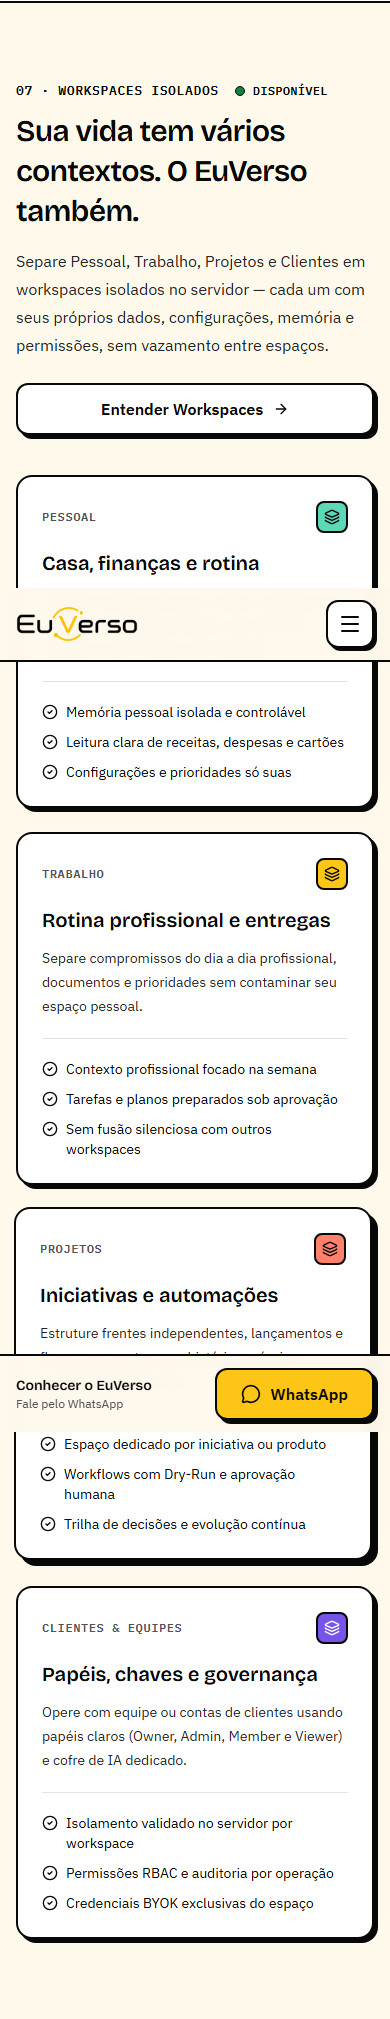 07 · WORKSPACES ISOLADOS
DISPONÍVEL
Sua vida tem vários
contextos. O EuVerso
também.
Separe Pessoal, Trabalho, Projetos e Clientes em
workspaces isolados no servidor — cada um com
seus próprios dados, configurações, memória e
permissões, sem vazamento entre espaços.
Entender Workspaces →
PESSOAL
Casa, finanças e rotina
EuVerso
Memória pessoal isolada e controlável
Leitura clara de receitas, despesas e cartões
Configurações e prioridades só suas
TRABALHO
Rotina profissional e entregas
Separe compromissos do dia a dia profissional,
documentos e prioridades sem contaminar seu
espaço pessoal.
Contexto profissional focado na semana
Tarefas e planos preparados sob aprovação
Sem fusão silenciosa com outros
workspaces
PROJETOS
Iniciativas e automações
Estruture frentes independentes, lançamentos e
Conhecer o EuVerso
Fale pelo WhatsApp
WhatsApp
Espaço dedicado por iniciativa ou produto
Workflows com Dry-Run e aprovação
humana
Trilha de decisões e evolução contínua
CLIENTES & EQUIPES
Papéis, chaves e governança
Opere com equipe ou contas de clientes usando
papéis claros (Owner, Admin, Member e Viewer)
e cofre de IA dedicado.
Isolamento validado no servidor por
workspace
Permissões RBAC e auditoria por operação
Credenciais BYOK exclusivas do espaço